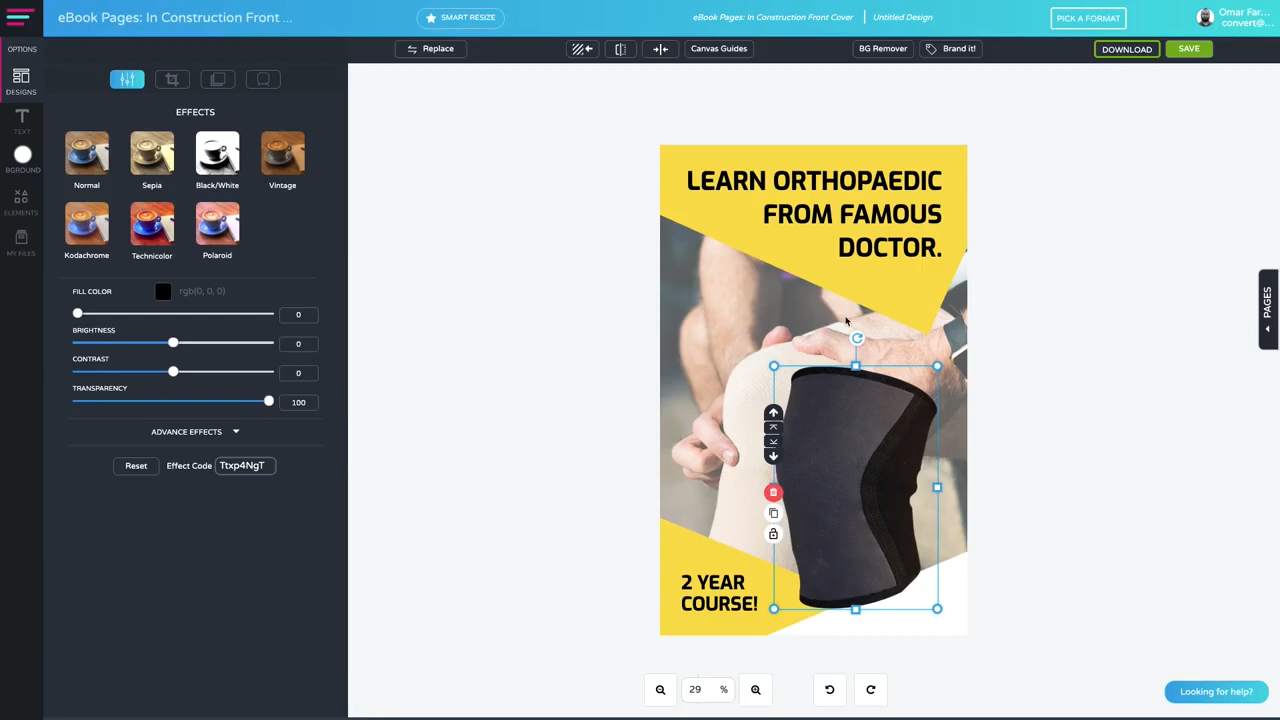 eBook Pages: In Construction Front ...
SMART RESIZE
eBook Pages: In Construction Front Cover
Untitled Design
PICK A FORMAT
Omar Far...
convert@...
OPTIONS
Replace
Canvas Guides
BG Remover
Brand it!
DOWNLOAD
SAVE
DESIGNS
TEXT
BGROUND
ELEMENTS
MY FILES
EFFECTS
Normal
Sepia
Black/White
Vintage
Kodachrome
Technicolor
Polaroid
FILL COLOR
rgb(0, 0, 0)
0
BRIGHTNESS
0
CONTRAST
0
TRANSPARENCY
100
ADVANCE EFFECTS
Reset
Effect Code
Ttxp4NgT
LEARN ORTHOPAEDIC
FROM FAMOUS
DOCTOR.
2 YEAR
COURSE!
PAGES
29 %
Looking for help?